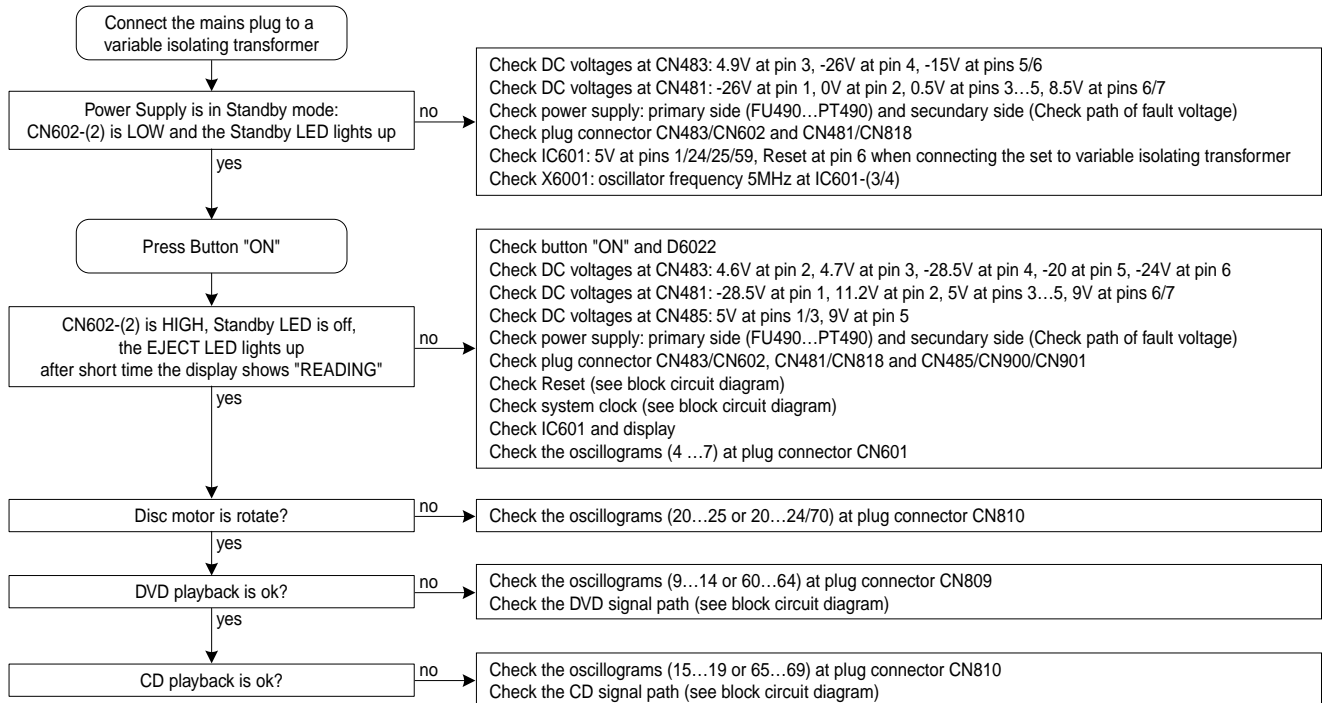 Connect the mains plug to a
variable isolating transformer
Power Supply is in Standby mode:
CN602-(2) is LOW and the Standby LED lights up
no
Check DC voltages at CN483: 4.9V at pin 3, -26V at pin 4, -15V at pins 5/6
Check DC voltages at CN481: -26V at pin 1, 0V at pin 2, 0.5V at pins 3…5, 8.5V at pins 6/7
Check power supply: primary side (FU490…PT490) and secundary side (Check path of fault voltage)
Check plug connector CN483/CN602 and CN481/CN818
Check IC601: 5V at pins 1/24/25/59, Reset at pin 6 when connecting the set to variable isolating transformer
Check X6001: oscillator frequency 5MHz at IC601-(3/4)
yes
Press Button "ON"
CN602-(2) is HIGH, Standby LED is off,
the EJECT LED lights up
after short time the display shows "READING"
no
Check button "ON" and D6022
Check DC voltages at CN483: 4.6V at pin 2, 4.7V at pin 3, -28.5V at pin 4, -20 at pin 5, -24V at pin 6
Check DC voltages at CN481: -28.5V at pin 1, 11.2V at pin 2, 5V at pins 3…5, 9V at pins 6/7
Check DC voltages at CN485: 5V at pins 1/3, 9V at pin 5
Check power supply: primary side (FU490…PT490) and secundary side (Check path of fault voltage)
Check plug connector CN483/CN602, CN481/CN818 and CN485/CN900/CN901
Check Reset (see block circuit diagram)
Check system clock (see block circuit diagram)
Check IC601 and display
Check the oscillograms (4 …7) at plug connector CN601
yes
Disc motor is rotate?
no
Check the oscillograms (20…25 or 20…24/70) at plug connector CN810
yes
DVD playback is ok?
no
Check the oscillograms (9…14 or 60…64) at plug connector CN809
Check the DVD signal path (see block circuit diagram)
yes
CD playback is ok?
no
Check the oscillograms (15…19 or 65…69) at plug connector CN810
Check the CD signal path (see block circuit diagram)